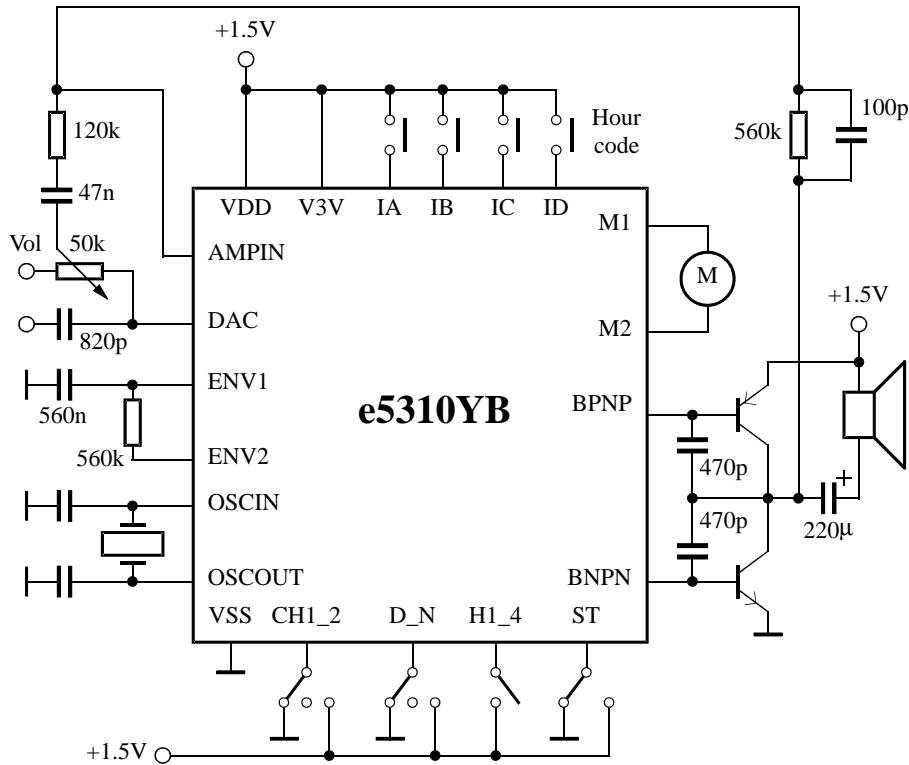 +1.5V
120k
47n
Vol
50k
820p
560n
560k
Hour
code
560k
100p
VDD
V3V
IA
IB
IC
ID
AMPIN
DAC
ENV1
ENV2
OSCIN
OSCOUT
e5310YB
M1
M
M2
BPNP
BNPN
+1.5V
470p
470p
220µ
+
VSS
CH1_2
D_N
H1_4
ST
+1.5V